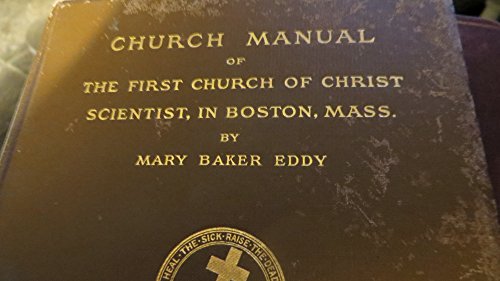 CHURCH MANUAL
OF
THE FIRST CHURCH OF CHRIST
SCIENTIST, IN BOSTON, MASS.
BY
MARY BAKER EDDY
HEAL·THE·SICK·RAISE·THE·DEAD